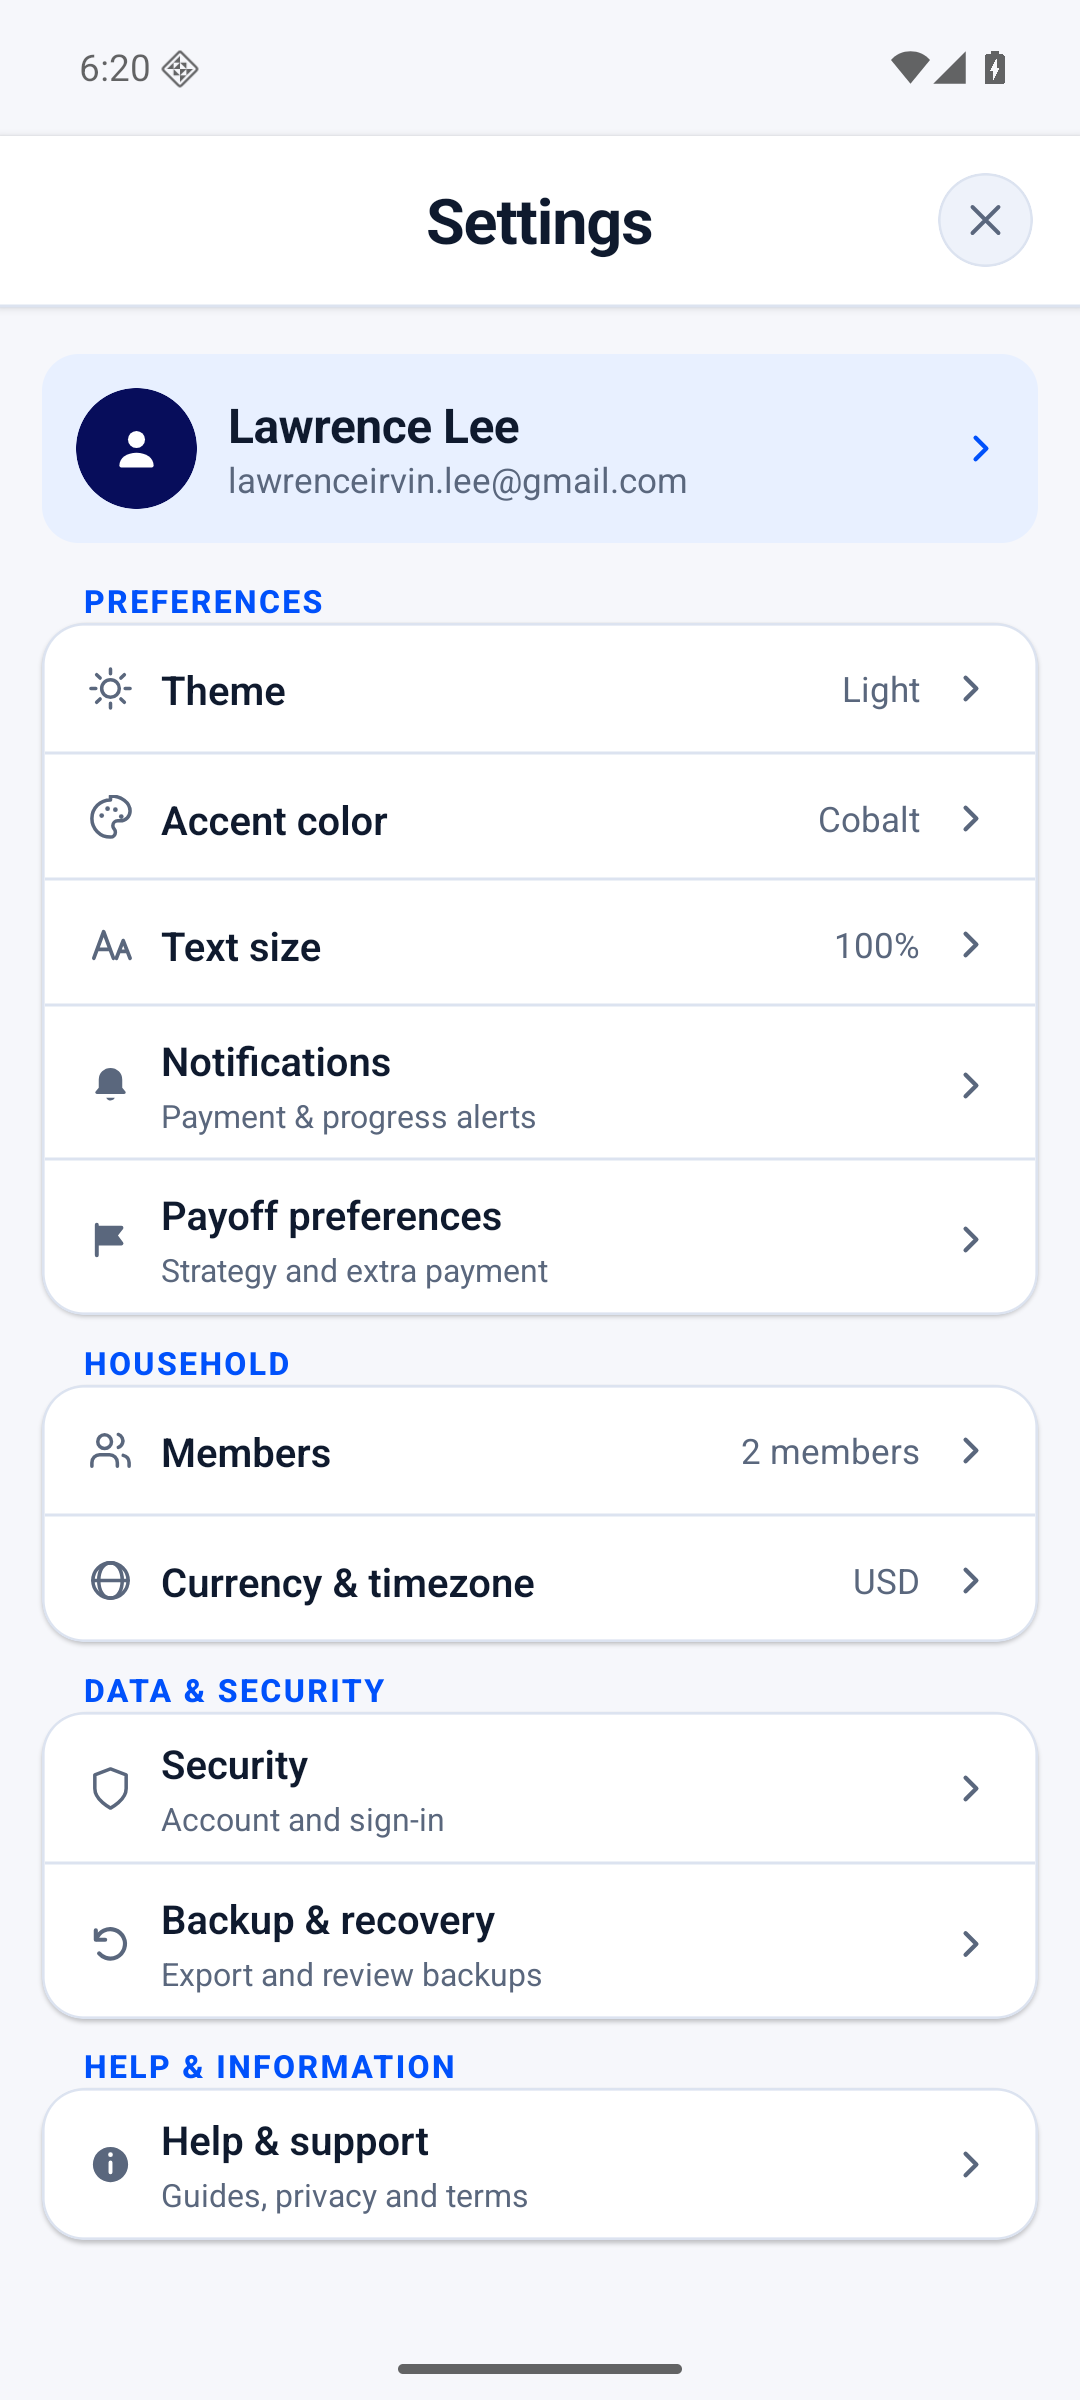 6:20
Settings
Lawrence Lee
lawrenceirvin.lee@gmail.com
PREFERENCES
Theme Light
Accent color Cobalt
Text size 100%
Notifications
Payment & progress alerts
Payoff preferences
Strategy and extra payment
HOUSEHOLD
Members 2 members
Currency & timezone USD
DATA & SECURITY
Security
Account and sign-in
Backup & recovery
Export and review backups
HELP & INFORMATION
Help & support
Guides, privacy and terms